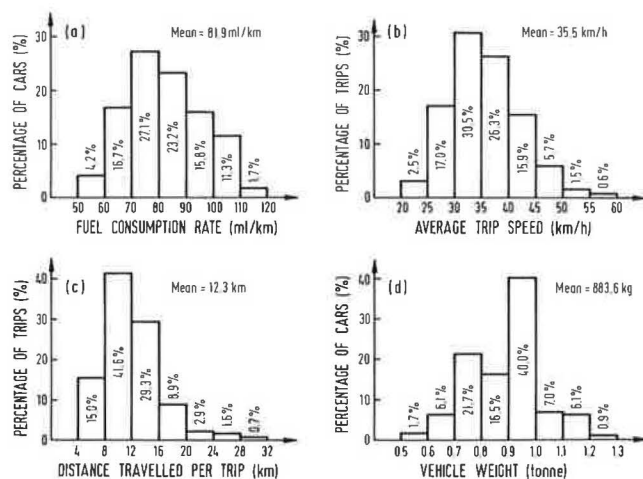 (a)
Mean = 81.9 ml/km
PERCENTAGE OF CARS (%)
30
20
10
0
4.2%
16.7%
27.1%
23.2%
15.8%
11.3%
1.7%
50 60 70 80 90 100 110 120
FUEL CONSUMPTION RATE (ml/km)
(b)
Mean = 35.5 km/h
PERCENTAGE OF TRIPS (%)
30
20
10
0
2.5%
17.0%
30.5%
26.3%
15.9%
5.7%
1.5%
0.6%
20 25 30 35 40 45 50 55 60
AVERAGE TRIP SPEED (km/h)
(c)
Mean = 12.3 km
PERCENTAGE OF TRIPS (%)
40
30
20
10
0
15.0%
41.6%
29.3%
8.9%
2.9%
1.6%
0.7%
4 8 12 16 20 24 28 32
DISTANCE TRAVELLED PER TRIP (km)
(d)
Mean = 883.6 kg
PERCENTAGE OF CARS (%)
40
30
20
10
0
1.7%
6.1%
21.7%
16.5%
40.0%
7.0%
6.1%
0.9%
0.5 0.6 0.7 0.8 0.9 1.0 1.1 1.2 1.3
VEHICLE WEIGHT (tonne)